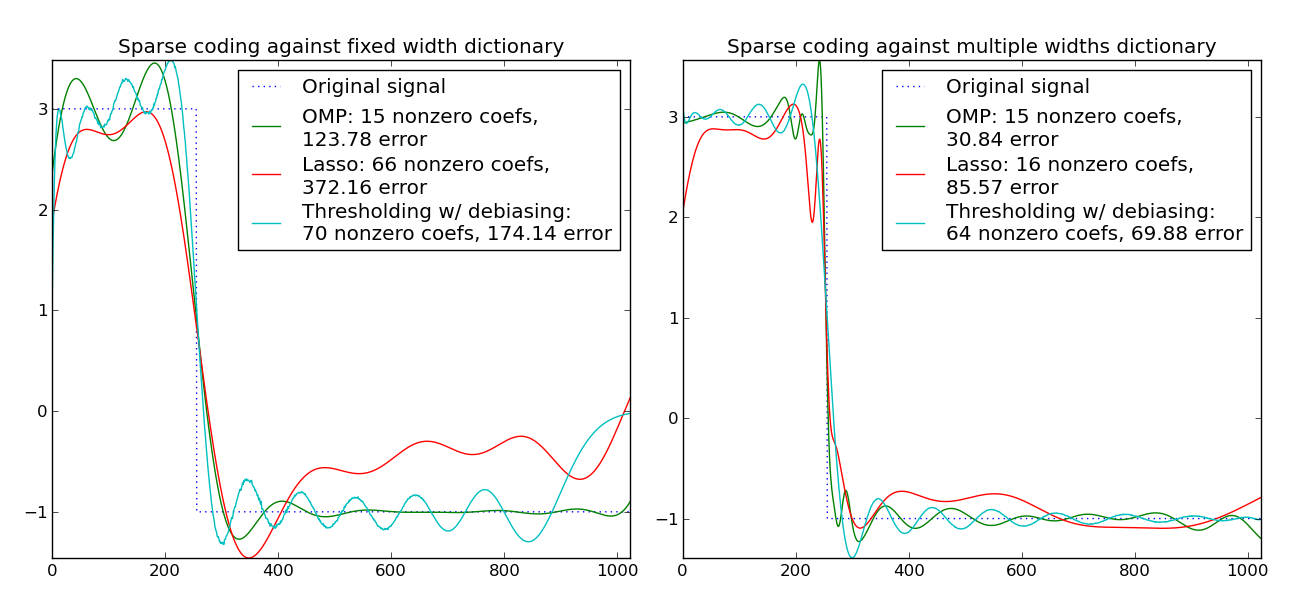 Sparse coding against fixed width dictionary
Original signal
OMP: 15 nonzero coefs,
123.78 error
Lasso: 66 nonzero coefs,
372.16 error
Thresholding w/ debiasing:
70 nonzero coefs, 174.14 error
3
2
1
0
−1
0
200
400
600
800
1000
Sparse coding against multiple widths dictionary
Original signal
OMP: 15 nonzero coefs,
30.84 error
Lasso: 16 nonzero coefs,
85.57 error
Thresholding w/ debiasing:
64 nonzero coefs, 69.88 error
3
2
1
0
−1
0
200
400
600
800
1000